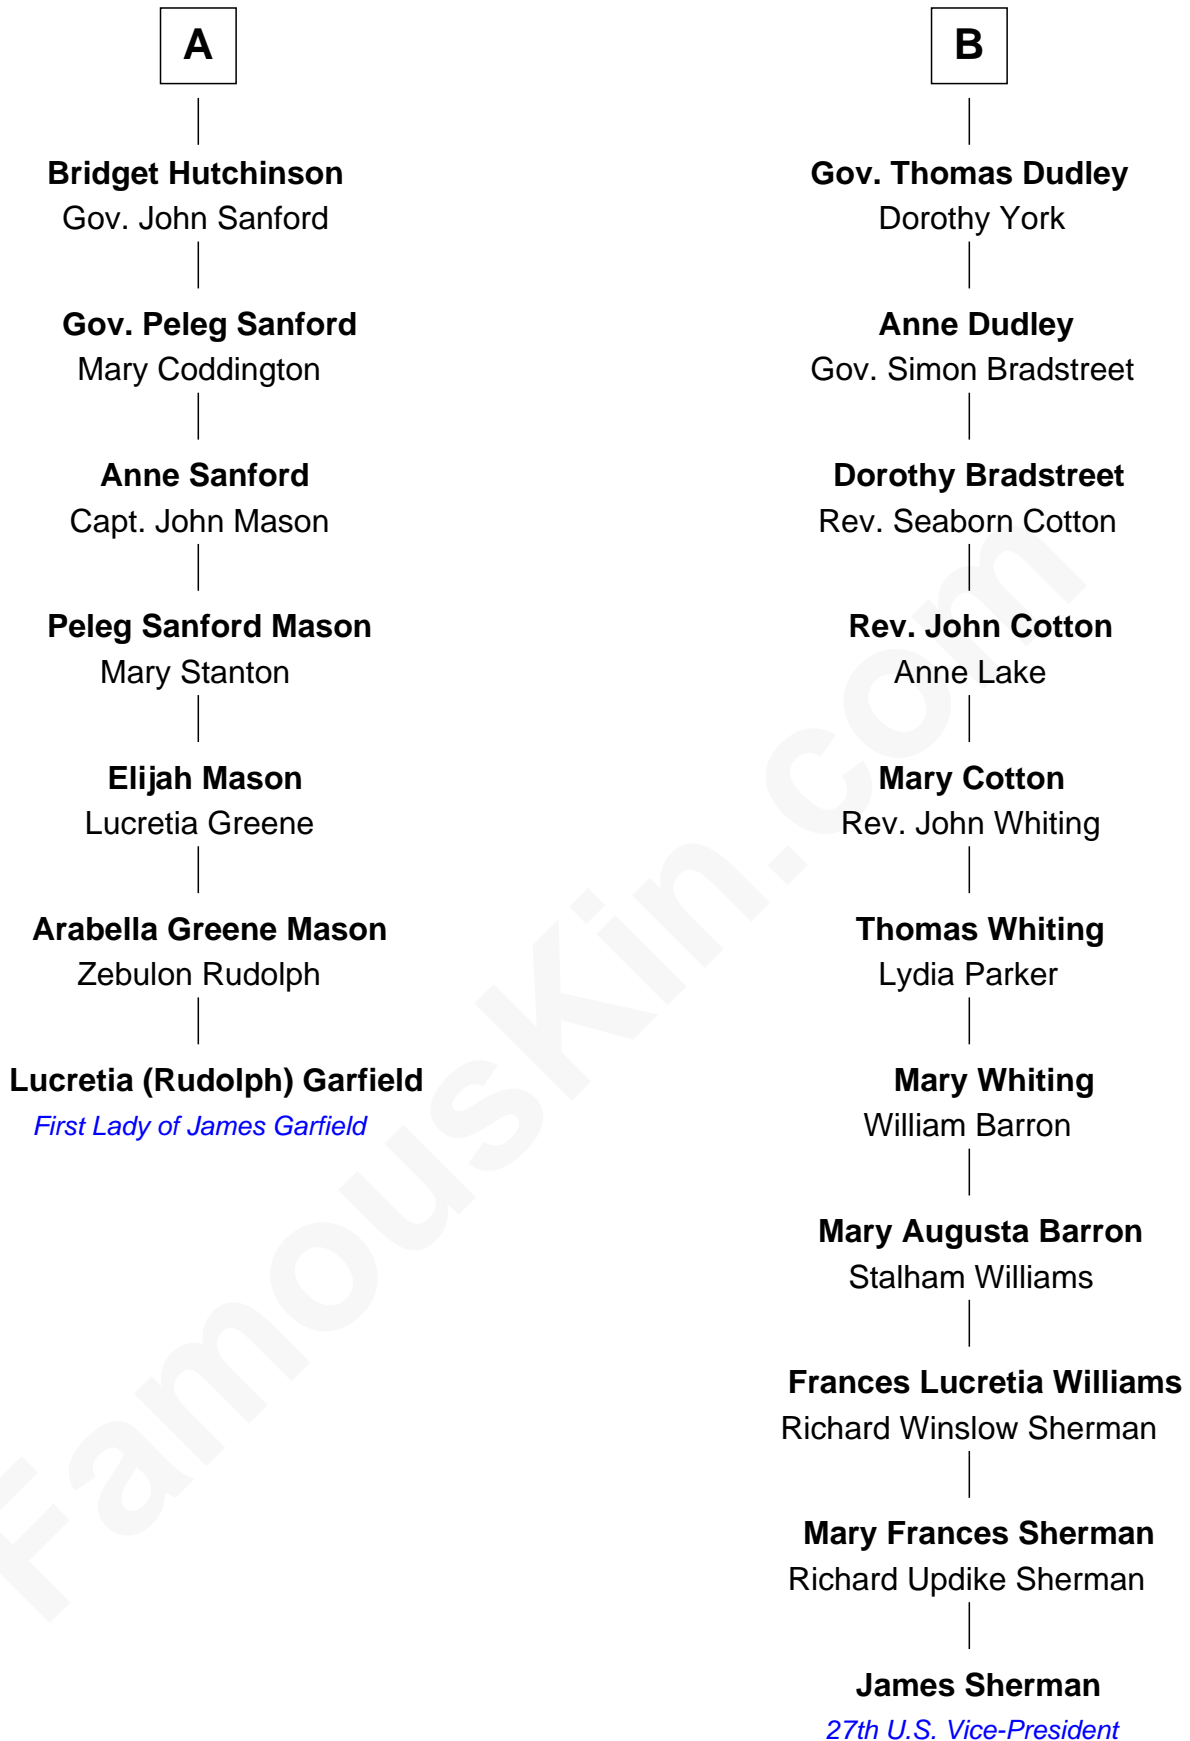 A
Bridget Hutchinson
Gov. John Sanford
Gov. Peleg Sanford
Mary Coddington
Anne Sanford
Capt. John Mason
Peleg Sanford Mason
Mary Stanton
Elijah Mason
Lucretia Greene
Arabella Greene Mason
Zebulon Rudolph
Lucretia (Rudolph) Garfield
First Lady of James Garfield
B
Gov. Thomas Dudley
Dorothy York
Anne Dudley
Gov. Simon Bradstreet
Dorothy Bradstreet
Rev. Seaborn Cotton
Rev. John Cotton
Anne Lake
Mary Cotton
Rev. John Whiting
Thomas Whiting
Lydia Parker
Mary Whiting
William Barron
Mary Augusta Barron
Stalham Williams
Frances Lucretia Williams
Richard Winslow Sherman
Mary Frances Sherman
Richard Updike Sherman
James Sherman
27th U.S. Vice-President
FamousKin.com